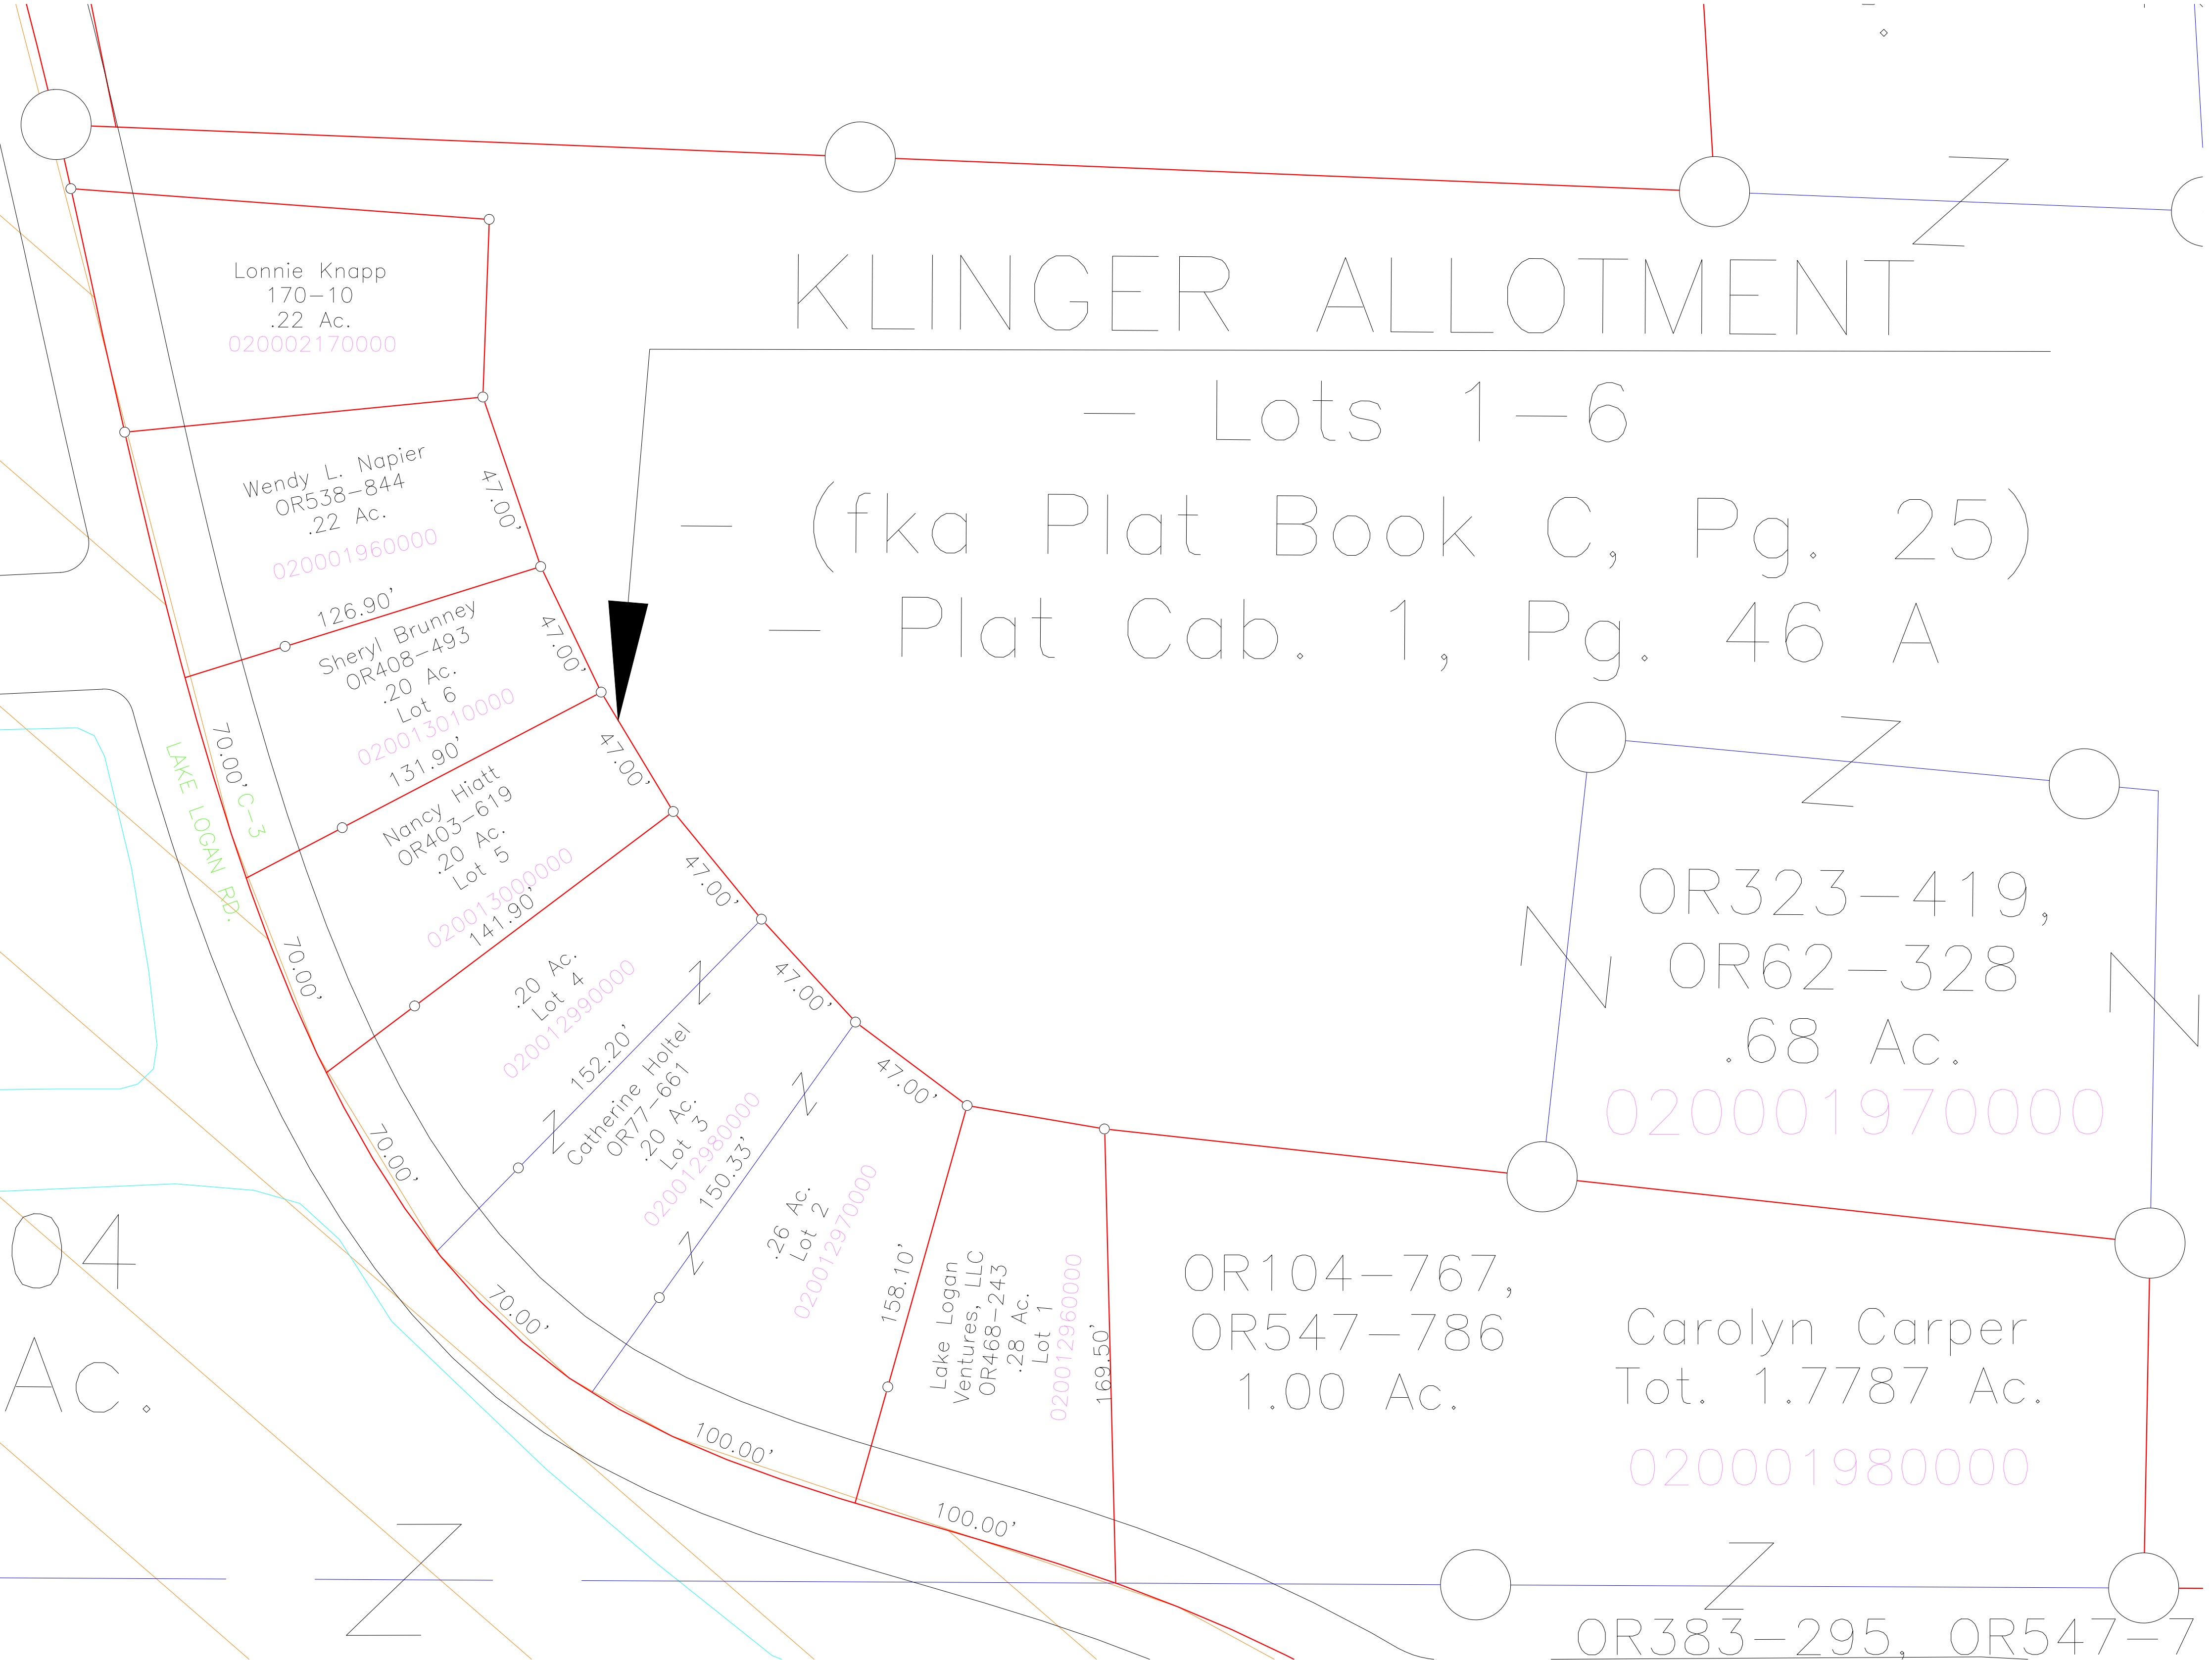 KLINGER ALLOTMENT
- Lots 1-6
- (fka Plat Book C, Pg. 25)
- Plat Cab. 1, Pg. 46 A
Lonnie Knapp
170-10
.22 Ac.
020002170000
Wendy L. Napier
OR538-844
.22 Ac.
020001960000
47.00'
126.90'
Sheryl Brunney
OR408-493
.20 Ac.
Lot 6
020013010000
47.00'
70.00'
C-3
LAKE LOGAN RD.
131.90'
Nancy Hiatt
OR403-619
.20 Ac.
Lot 5
020013000000
47.00'
70.00'
141.90'
.20 Ac.
Lot 4
020012990000
47.00'
70.00'
152.20'
Catherine Holtel
OR77-661
.20 Ac.
Lot 3
020012980000
47.00'
70.00'
150.33'
.26 Ac.
Lot 2
020012970000
47.00'
100.00'
158.10'
Lake Logan
Ventures, LLC
OR468-243
.28 Ac.
Lot 1
020012960000
169.50'
100.00'
OR323-419,
OR62-328
.68 Ac.
020001970000
OR104-767,
OR547-786
1.00 Ac.
Carolyn Carper
Tot. 1.7787 Ac.
020001980000
04
Ac.
OR383-295, OR547-7